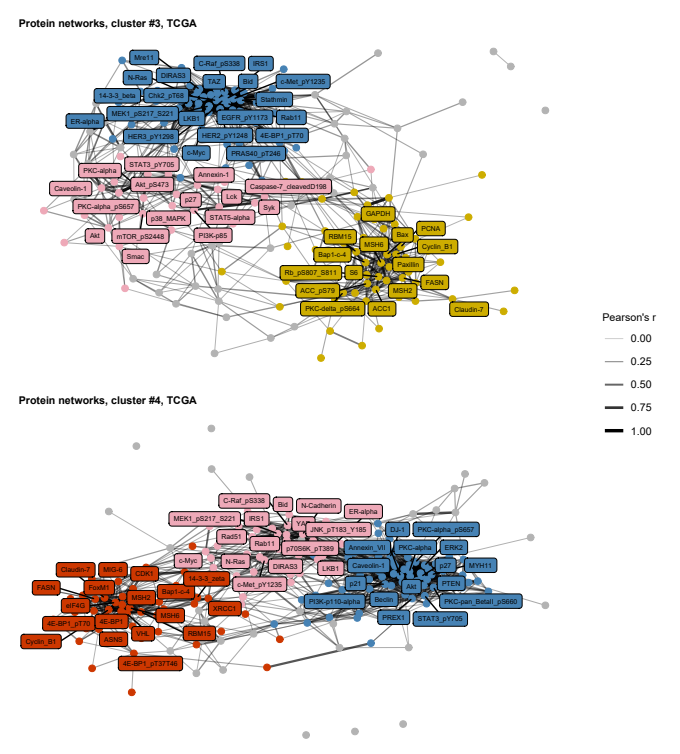 Protein networks, cluster #3, TCGA
Mre11
C-Raf_pS338
IRS1
N-Ras
DIRAS3
TAZ
Bid
c-Met_pY1235
14-3-3_beta
Chk2_pT68
Stathmin
MEK1_pS217_S221
ER-alpha
LKB1
EGFR_pY1173
Rab11
HER3_pY1298
HER2_pY1248
4E-BP1_pT70
c-Myc
PRAS40_pT246
STAT3_pY705
PKC-alpha
Annexin-1
Caveolin-1
Akt_pS473
Caspase-7_cleavedD198
p27
Lck
PKC-alpha_pS657
Syk
p38_MAPK
STAT5-alpha
GAPDH
Akt
mTOR_pS2448
PI3K-p85
RBM15
Bax
PCNA
MSH6
Cyclin_B1
Smac
Bap1-c-4
Paxillin
Rb_pS807_S811
S6
FASN
ACC_pS79
MSH2
PKC-delta_pS664
ACC1
Claudin-7
Pearson's r
0.00
0.25
0.50
0.75
1.00
Protein networks, cluster #4, TCGA
C-Raf_pS338
Bid
N-Cadherin
ER-alpha
MEK1_pS217_S221
IRS1
JNK_pT183_Y185
DJ-1
PKC-alpha_pS657
Rad51
Rab11
p70S6K_pT389
Annexin_VII
PKC-alpha
ERK2
c-Myc
N-Ras
DIRAS3
LKB1
Caveolin-1
p27
MYH11
Claudin-7
MIG-6
CDK1
14-3-3_zeta
c-Met_pY1235
p21
Akt
PTEN
FASN
FoxM1
MSH2
Bap1-c-4
PI3K-p110-alpha
Beclin
PKC-pan_BetaII_pS660
eIF4G
MSH6
XRCC1
4E-BP1_pT70
4E-BP1
PREX1
STAT3_pY705
Cyclin_B1
ASNS
VHL
RBM15
4E-BP1_pT37T46